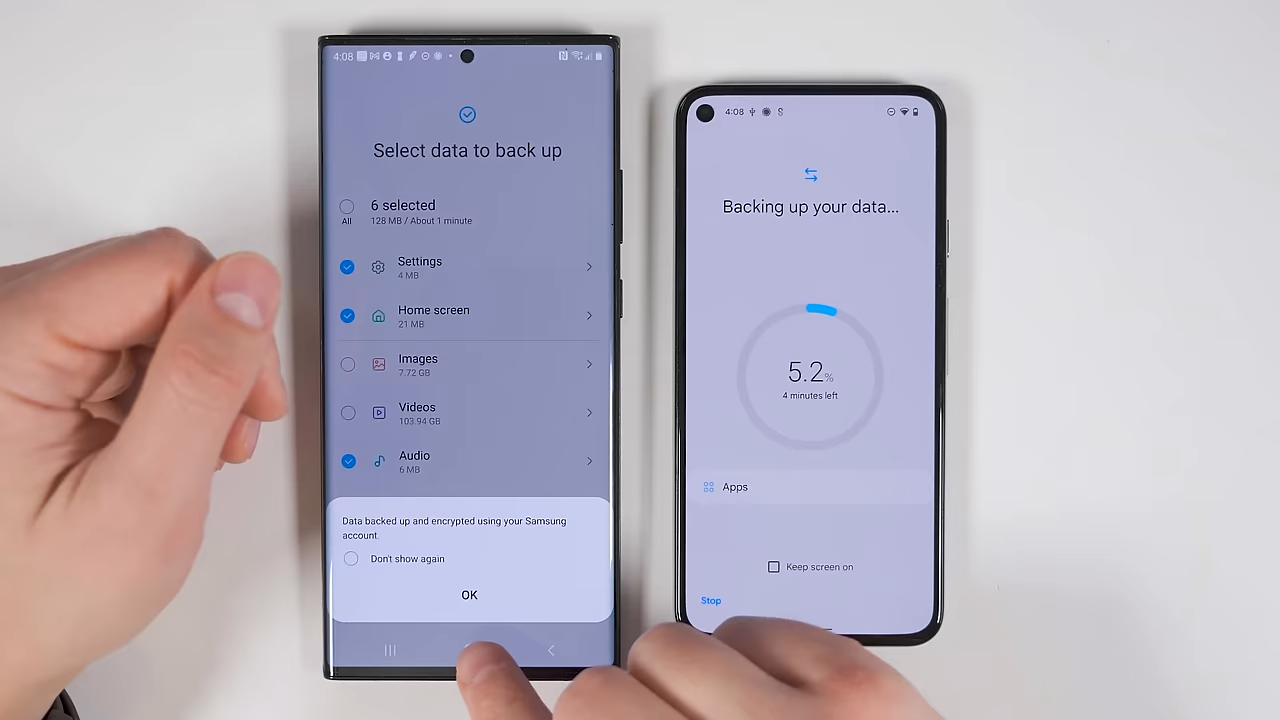 4:08
Select data to back up
6 selected
All
128 MB / About 1 minute
Settings
4 MB
Home screen
21 MB
Images
7.72 GB
Videos
103.94 GB
Audio
6 MB
Data backed up and encrypted using your Samsung
account.
Don't show again
OK
4:08
Backing up your data...
5.2%
4 minutes left
Apps
Keep screen on
Stop